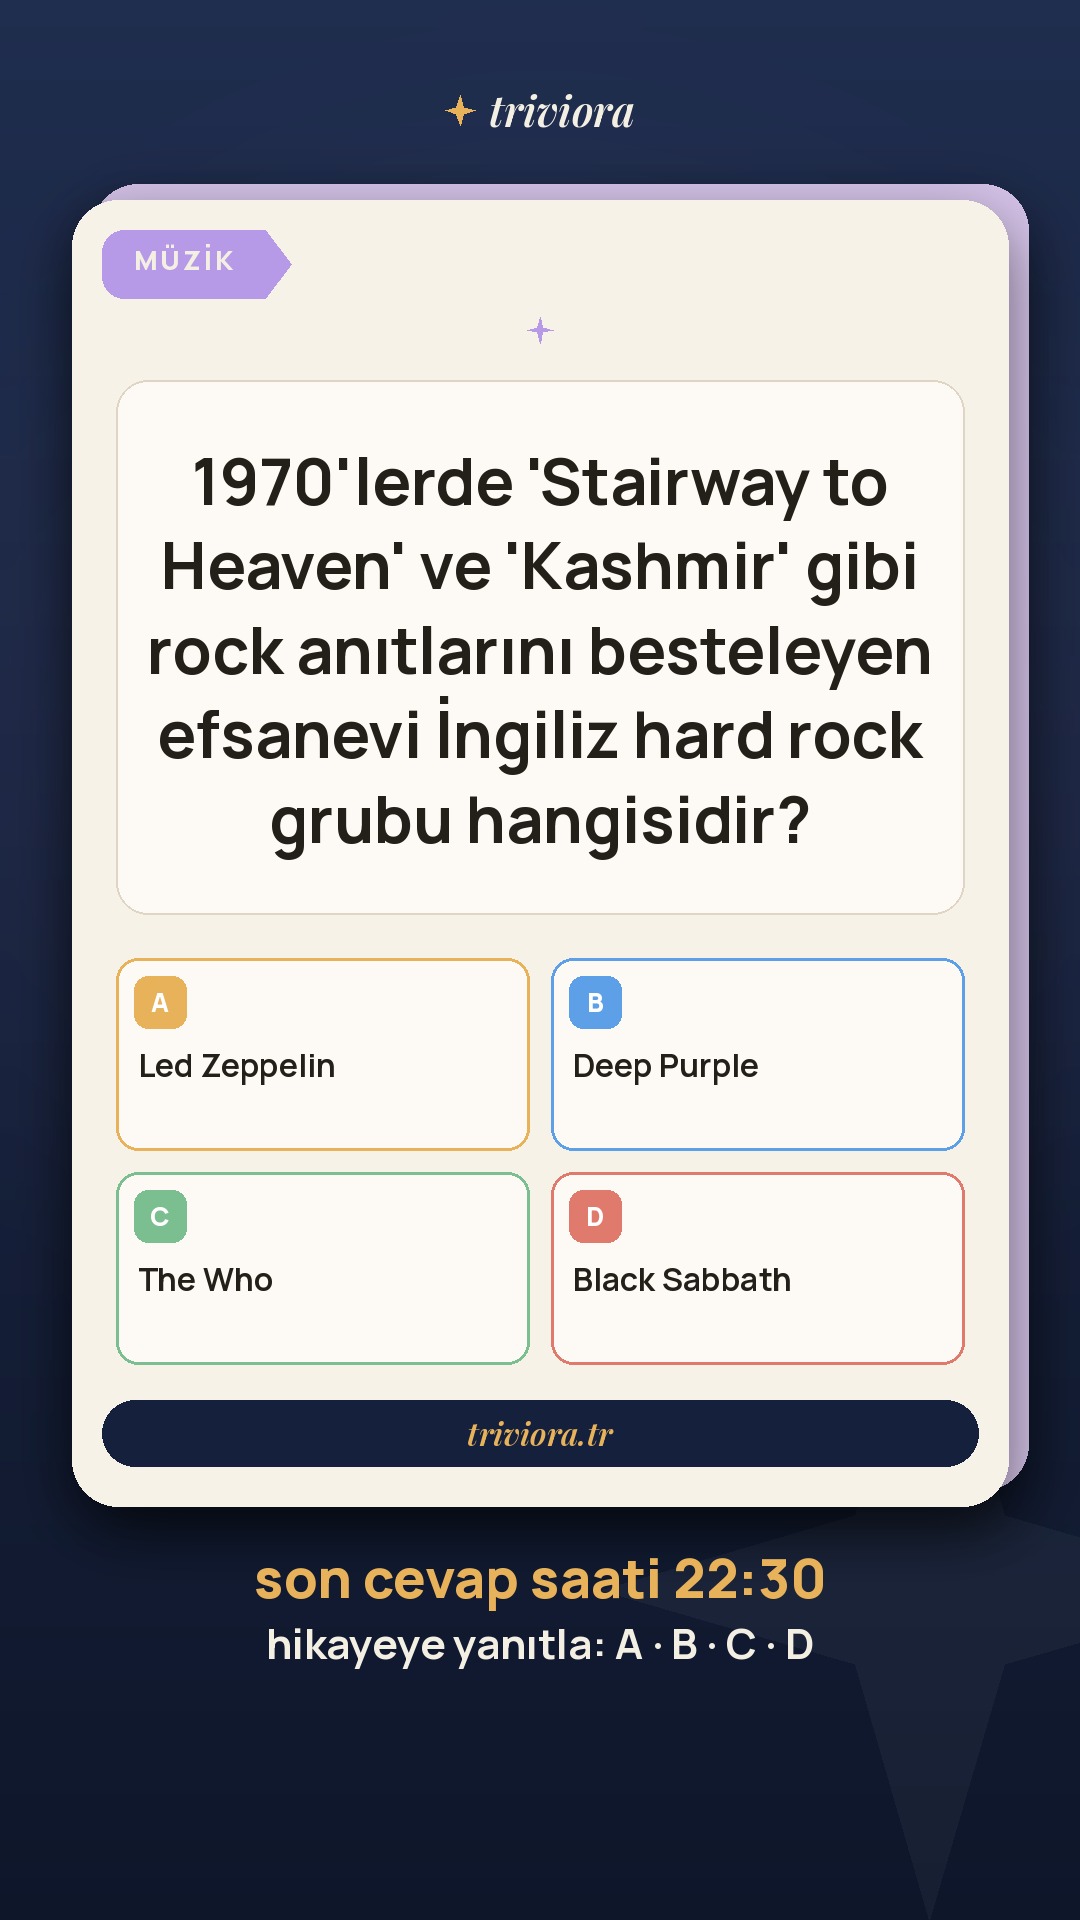 triviora
MÜZİK
1970'lerde 'Stairway to
Heaven' ve 'Kashmir' gibi
rock anıtlarını besteleyen
efsanevi İngiliz hard rock
grubu hangisidir?
A
Led Zeppelin
B
Deep Purple
C
The Who
D
Black Sabbath
triviora.tr
son cevap saati 22:30
hikayeye yanıtla: A · B · C · D